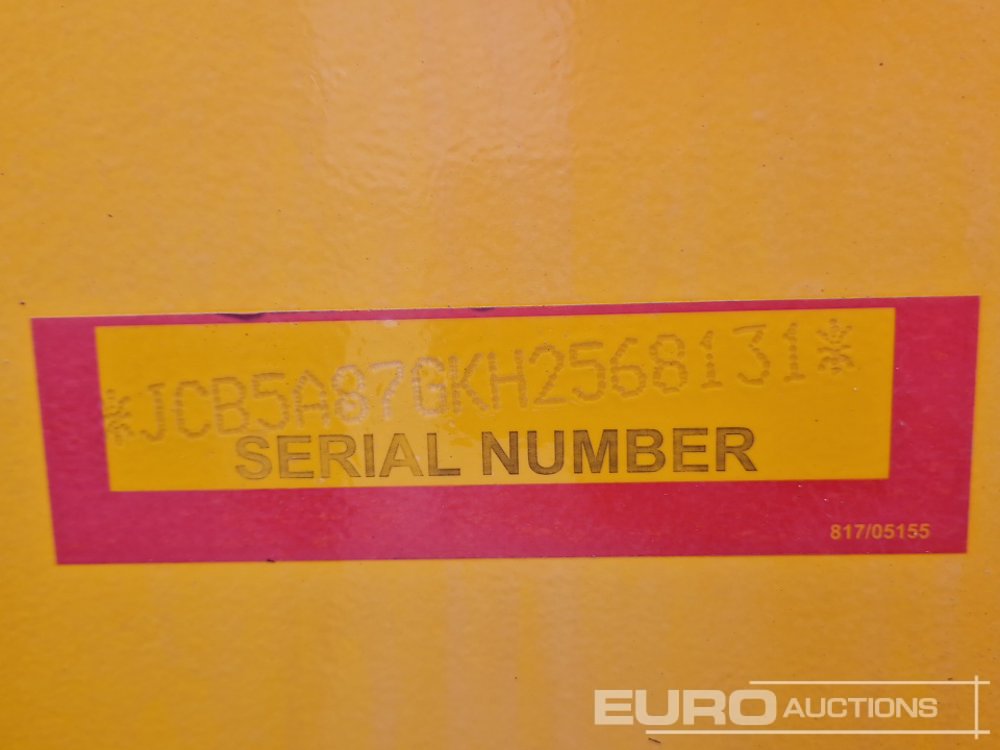 *JCB5A87GKH2568131*
SERIAL NUMBER
817/05155
EURO AUCTIONS